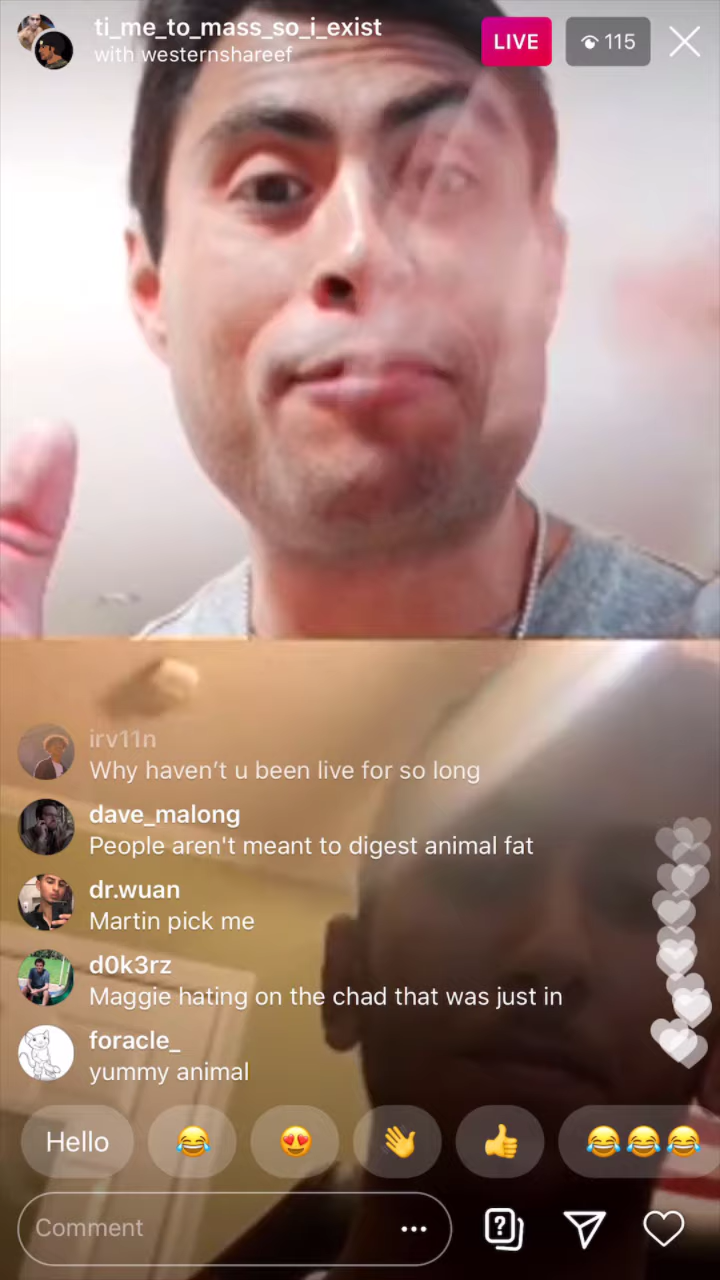 ti_me_to_mass_so_i_exist
with westernshareef
LIVE
115
irv11n
Why haven't u been live for so long
dave_malong
People aren't meant to digest animal fat
dr.wuan
Martin pick me
d0k3rz
Maggie hating on the chad that was just in
foracle_
yummy animal
Hello 😂 😍 👋 👍 😂😂😂
Comment